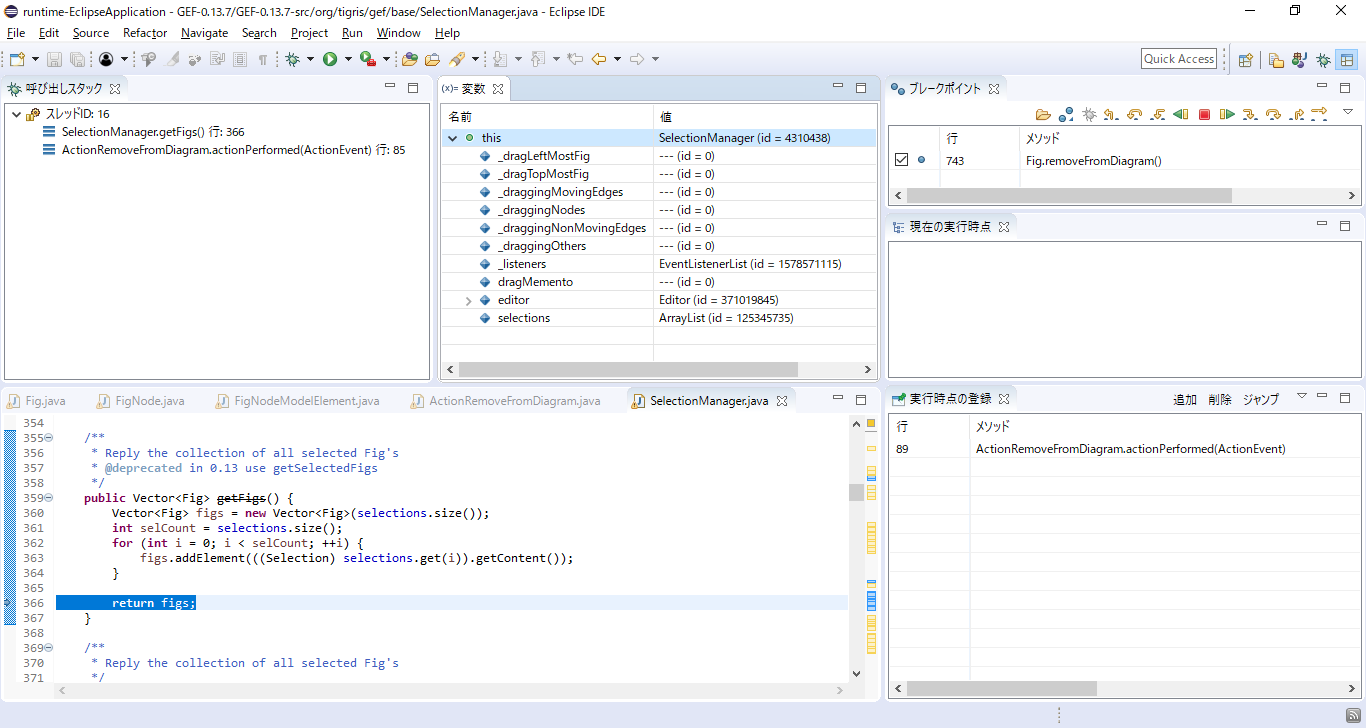 runtime-EclipseApplication - GEF-0.13.7/GEF-0.13.7-src/org/tigris/gef/base/SelectionManager.java - Eclipse IDE
File Edit Source Refactor Navigate Search Project Run Window Help
Quick Access
呼び出しスタック
スレッドID: 16
SelectionManager.getFigs() 行: 366
ActionRemoveFromDiagram.actionPerformed(ActionEvent) 行: 85
(x)= 変数
名前 値
this SelectionManager (id = 4310438)
_dragLeftMostFig --- (id = 0)
_dragTopMostFig --- (id = 0)
_draggingMovingEdges --- (id = 0)
_draggingNodes --- (id = 0)
_draggingNonMovingEdges --- (id = 0)
_draggingOthers --- (id = 0)
_listeners EventListenerList (id = 1578571115)
dragMemento --- (id = 0)
editor Editor (id = 371019845)
selections ArrayList (id = 125345735)
ブレークポイント
行 メソッド
743 Fig.removeFromDiagram()
現在の実行時点
Fig.java FigNode.java FigNodeModelElement.java ActionRemoveFromDiagram.java SelectionManager.java
354
355 /**
356 * Reply the collection of all selected Fig's
357 * @deprecated in 0.13 use getSelectedFigs
358 */
359 public Vector<Fig> getFigs() {
360 Vector<Fig> figs = new Vector<Fig>(selections.size());
361 int selCount = selections.size();
362 for (int i = 0; i < selCount; ++i) {
363 figs.addElement(((Selection) selections.get(i)).getContent());
364 }
365
366 return figs;
367 }
368
369 /**
370 * Reply the collection of all selected Fig's
371 */
実行時点の登録 追加 削除 ジャンプ
行 メソッド
89 ActionRemoveFromDiagram.actionPerformed(ActionEvent)